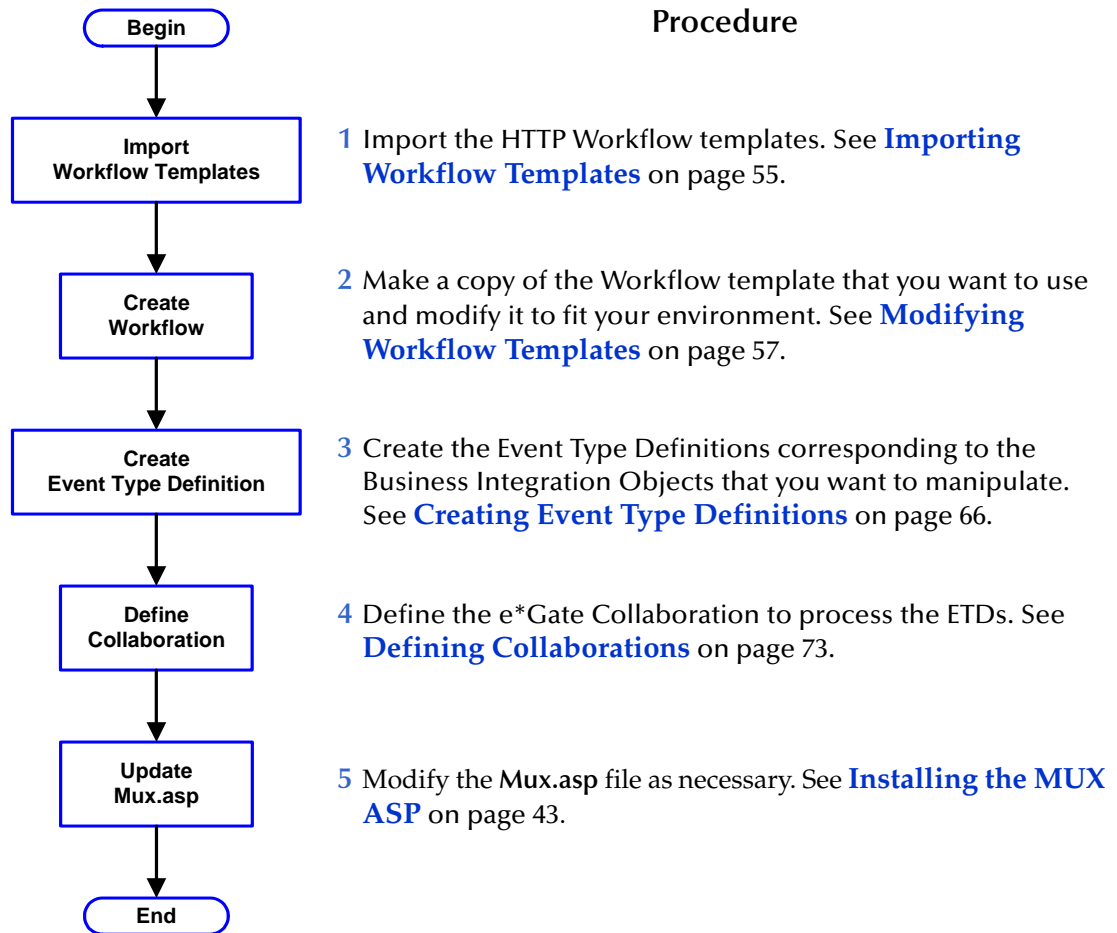 Procedure
Begin
Import
Workflow Templates
1 Import the HTTP Workflow templates. See Importing
Workflow Templates on page 55.
Create
Workflow
2 Make a copy of the Workflow template that you want to use
and modify it to fit your environment. See Modifying
Workflow Templates on page 57.
Create
Event Type Definition
3 Create the Event Type Definitions corresponding to the
Business Integration Objects that you want to manipulate.
See Creating Event Type Definitions on page 66.
Define
Collaboration
4 Define the e*Gate Collaboration to process the ETDs. See
Defining Collaborations on page 73.
Update
Mux.asp
5 Modify the Mux.asp file as necessary. See Installing the MUX
ASP on page 43.
End